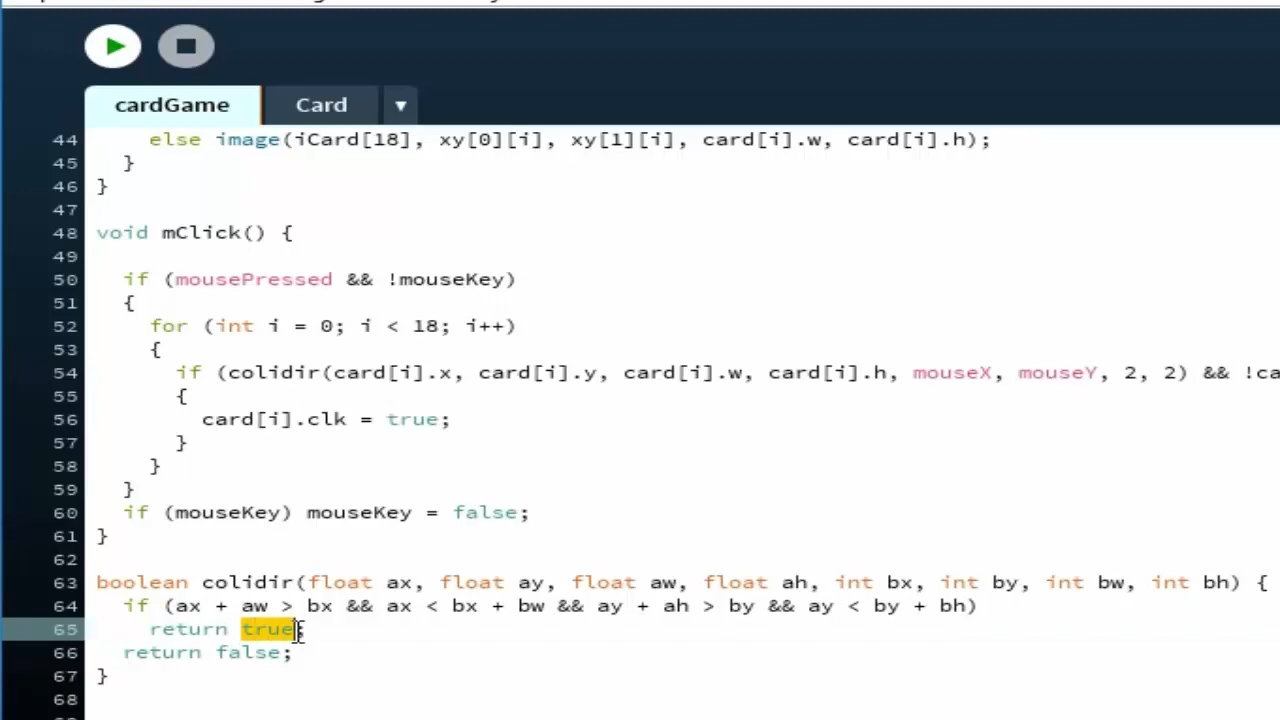 cardGame Card
44 else image(iCard[18], xy[0][i], xy[1][i], card[i].w, card[i].h);
45 }
46 }
47
48 void mClick() {
49
50 if (mousePressed && !mouseKey)
51 {
52 for (int i = 0; i < 18; i++)
53 {
54 if (colidir(card[i].x, card[i].y, card[i].w, card[i].h, mouseX, mouseY, 2, 2) && !ca
55 {
56 card[i].clk = true;
57 }
58 }
59 }
60 if (mouseKey) mouseKey = false;
61 }
62
63 boolean colidir(float ax, float ay, float aw, float ah, int bx, int by, int bw, int bh) {
64 if (ax + aw > bx && ax < bx + bw && ay + ah > by && ay < by + bh)
65 return true;
66 return false;
67 }
68